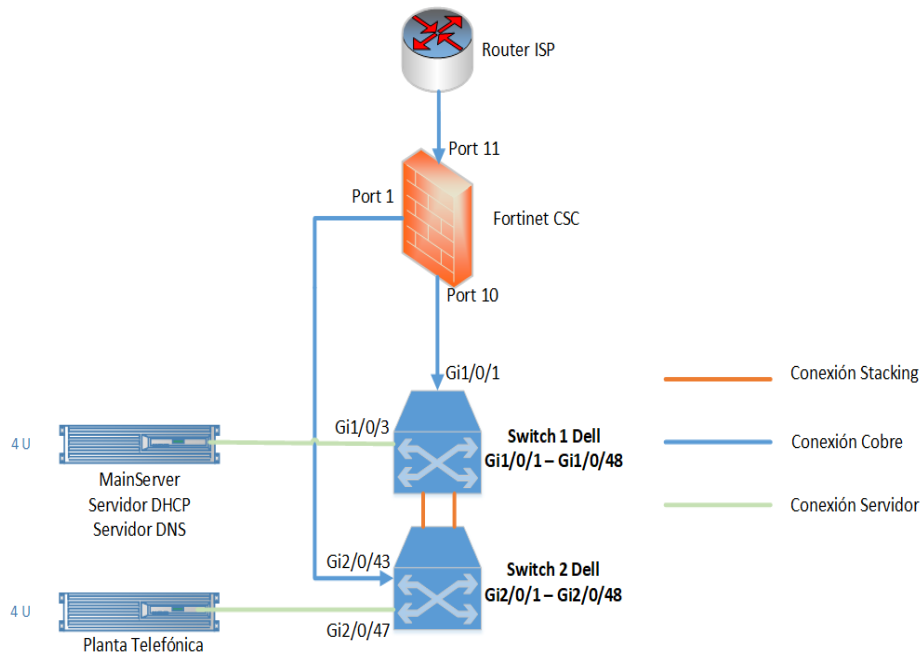 Router ISP
Port 11
Port 1
Fortinet CSC
Port 10
Gi1/0/1
Conexión Stacking
Gi1/0/3
4 U
Switch 1 Dell
Gi1/0/1 – Gi1/0/48
Conexión Cobre
MainServer
Servidor DHCP
Servidor DNS
Conexión Servidor
Gi2/0/43
Switch 2 Dell
Gi2/0/1 – Gi2/0/48
4 U
Gi2/0/47
Planta Telefónica